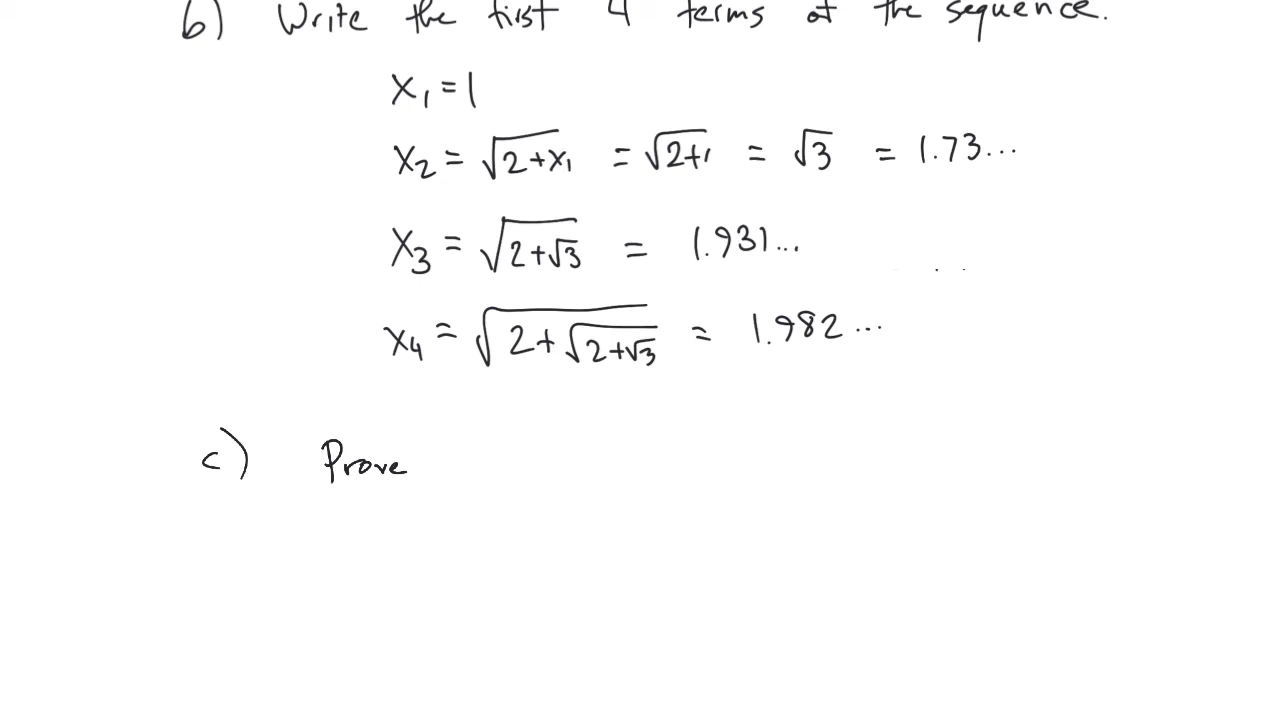 b) Write the first 4 terms of the sequence.
x₁ = 1
x₂ = √(2+x₁) = √(2+1) = √3 = 1.73...
x₃ = √(2+√3) = 1.931...
x₄ = √(2+√(2+√3)) = 1.982...
c) Prove